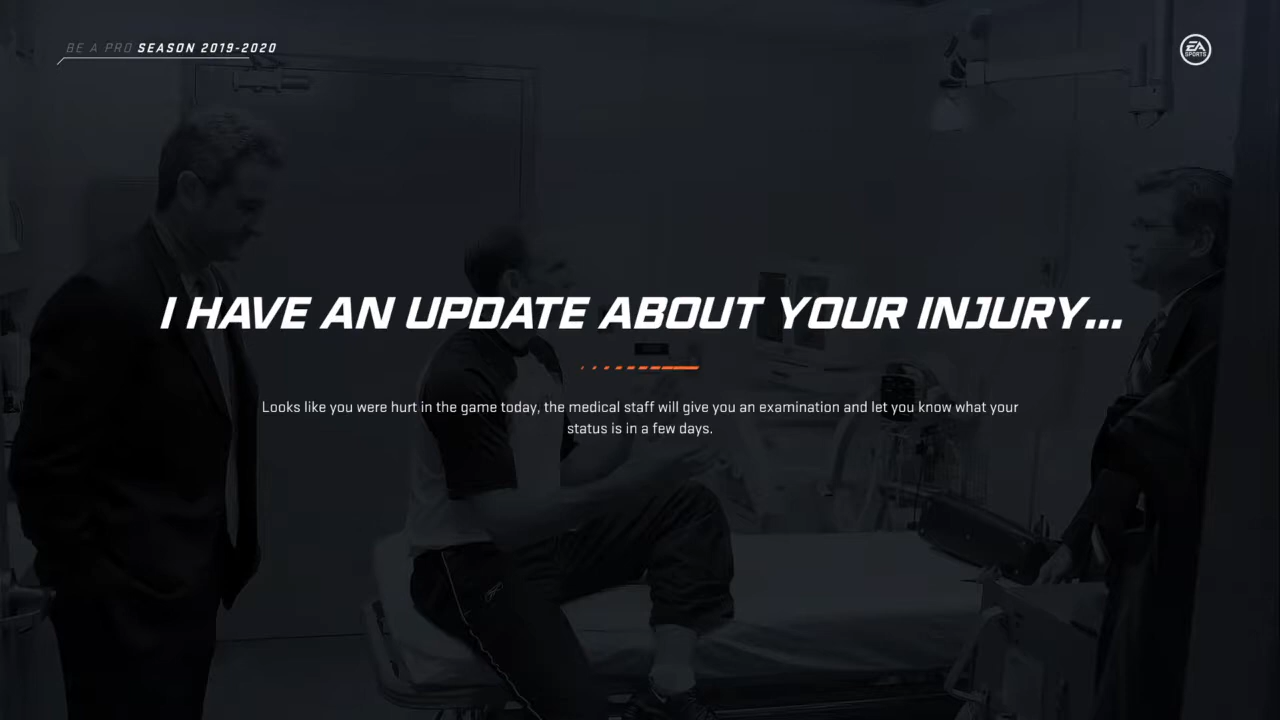 BE A PRO SEASON 2019-2020
EA
SPORTS
I HAVE AN UPDATE ABOUT YOUR INJURY...
Looks like you were hurt in the game today, the medical staff will give you an examination and let you know what your
status is in a few days.